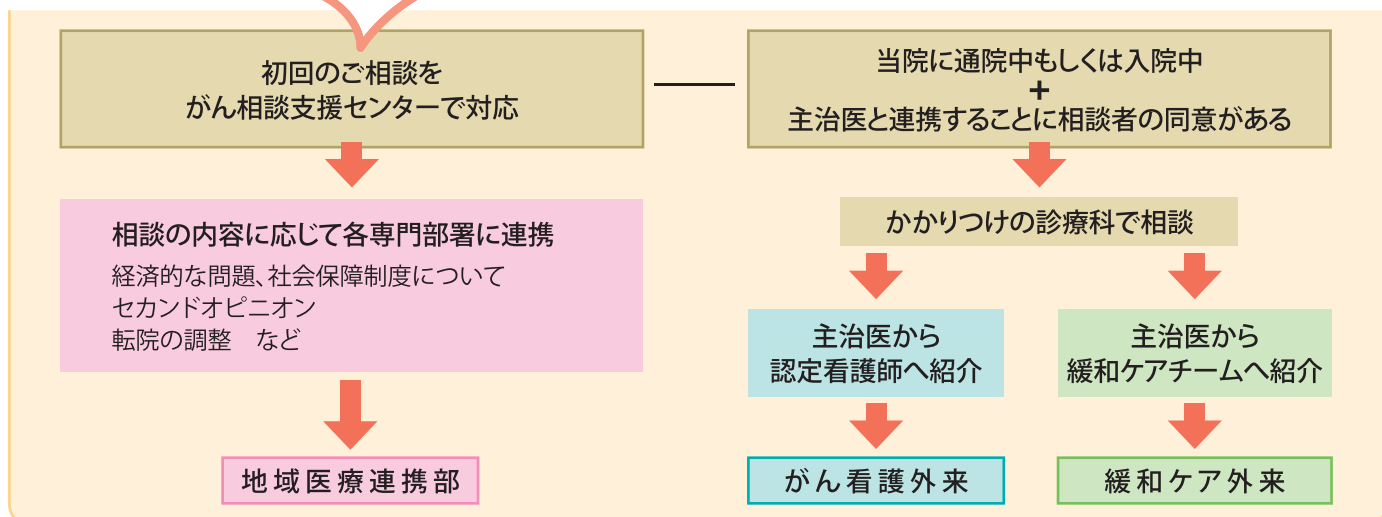 初回のご相談を
がん相談支援センターで対応
当院に通院中もしくは入院中
+
主治医と連携することに相談者の同意がある
相談の内容に応じて各専門部署に連携
経済的な問題、社会保障制度について
セカンドオピニオン
転院の調整　など
地域医療連携部
かかりつけの診療科で相談
主治医から
認定看護師へ紹介
がん看護外来
主治医から
緩和ケアチームへ紹介
緩和ケア外来